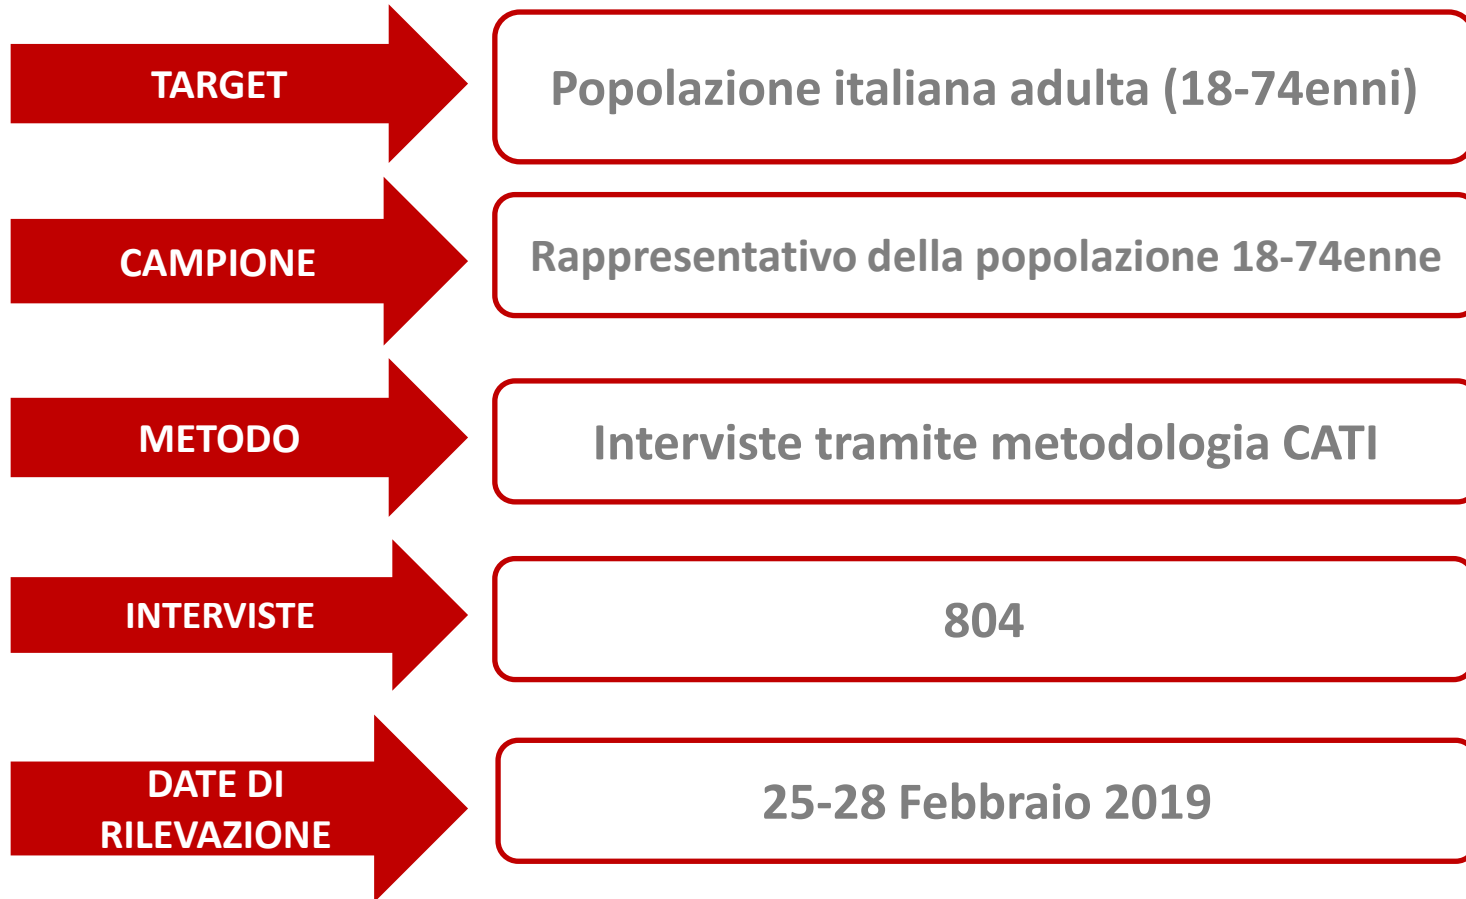 TARGET
Popolazione italiana adulta (18-74enni)
CAMPIONE
Rappresentativo della popolazione 18-74enne
METODO
Interviste tramite metodologia CATI
INTERVISTE
804
DATE DI
RILEVAZIONE
25-28 Febbraio 2019